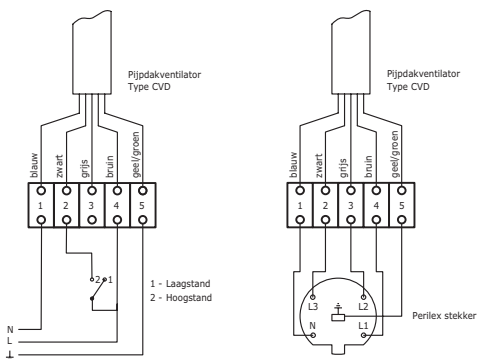 Pijpdakventilator
Type CVD
blauw
zwart
grijs
bruin
geel/groen
1 2 3 4 5
2 1
1 - Laagstand
2 - Hoogstand
N
L
Pijpdakventilator
Type CVD
blauw
zwart
grijs
bruin
geel/groen
1 2 3 4 5
L3 L2
N L1
Perilex stekker